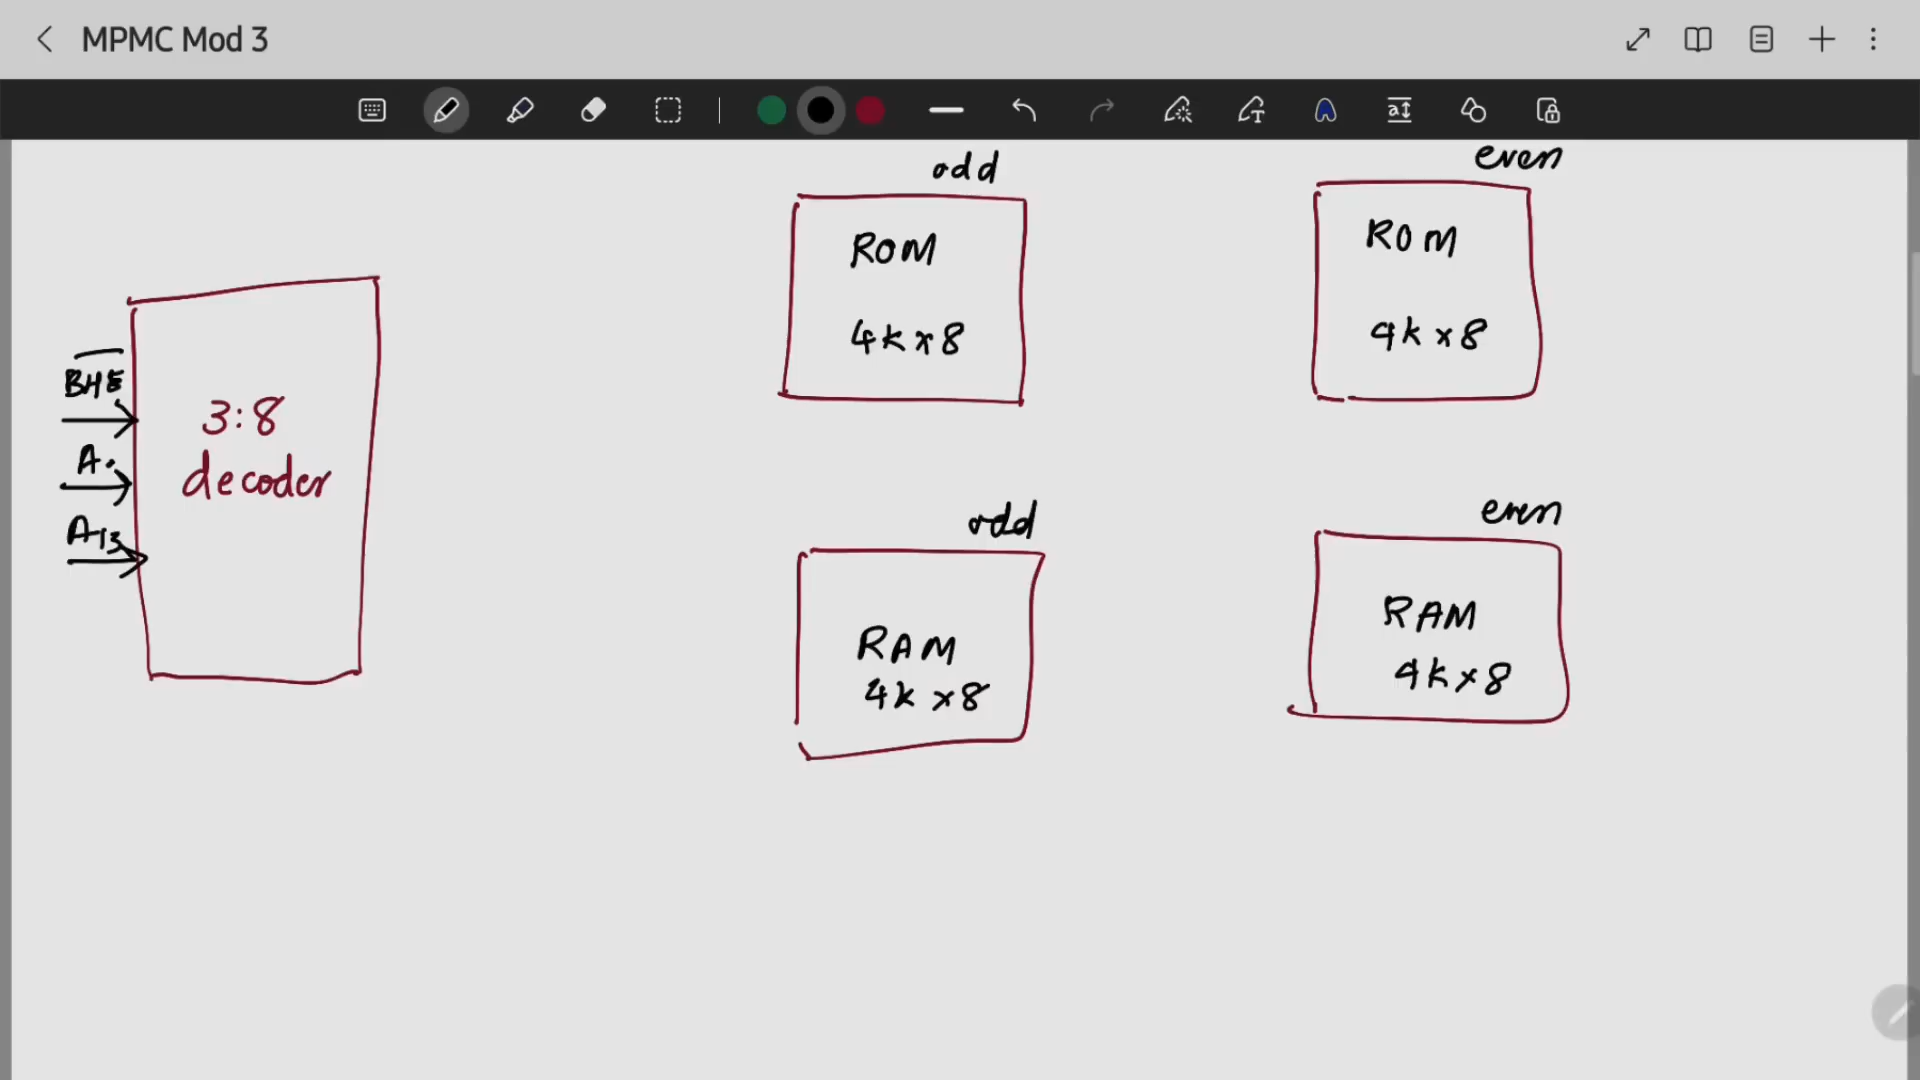 MPMC Mod 3
odd
even
ROM
4k x 8
ROM
4k x 8
BHE
A0
A13
3:8
decoder
odd
even
RAM
4k x 8
RAM
4k x 8